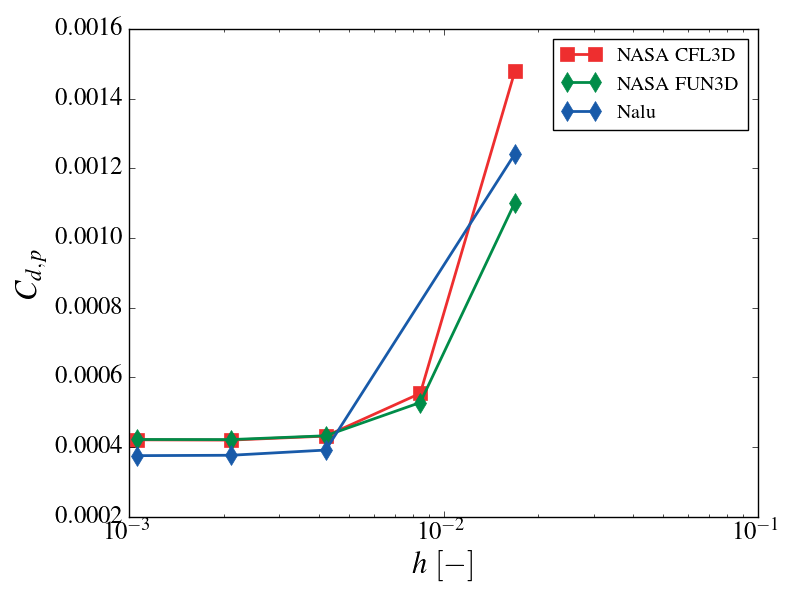 0.0016
0.0014
0.0012
0.0010
0.0008
0.0006
0.0004
0.0002
C_{d,p}
NASA CFL3D
NASA FUN3D
Nalu
10^{-3}
10^{-2}
10^{-1}
h [−]